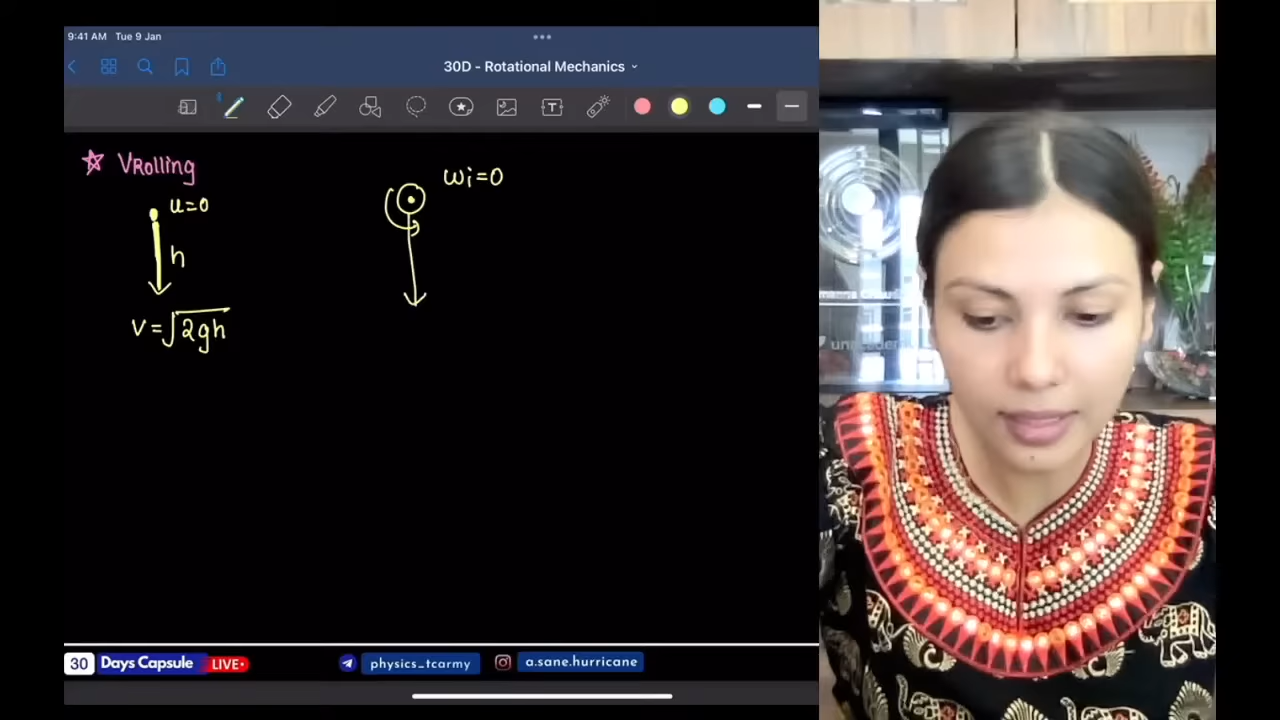 9:41 AM Tue 9 Jan
30D - Rotational Mechanics
VRolling
u=0
h
v=√2gh
ωi=0
30 Days Capsule LIVE
physics_tcarmy
a.sane.hurricane